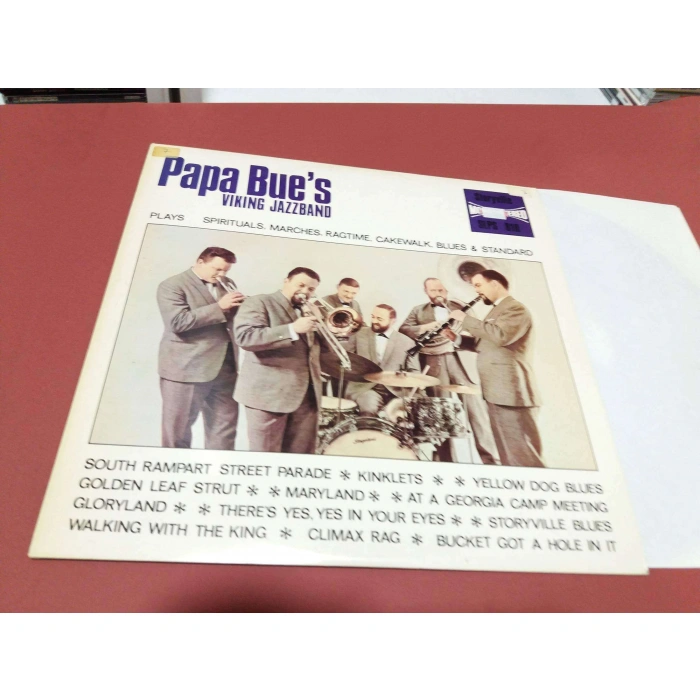 Papa Bue's
VIKING JAZZBAND
Storyville
PLAYS SPIRITUALS, MARCHES, RAGTIME, CAKEWALK, BLUES & STANDARD
SOUTH RAMPART STREET PARADE * KINKLETS * * YELLOW DOG BLUES
GOLDEN LEAF STRUT * * MARYLAND * * AT A GEORGIA CAMP MEETING
GLORYLAND * * THERE'S YES, YES IN YOUR EYES * * STORYVILLE BLUES
WALKING WITH THE KING * CLIMAX RAG * BUCKET GOT A HOLE IN IT